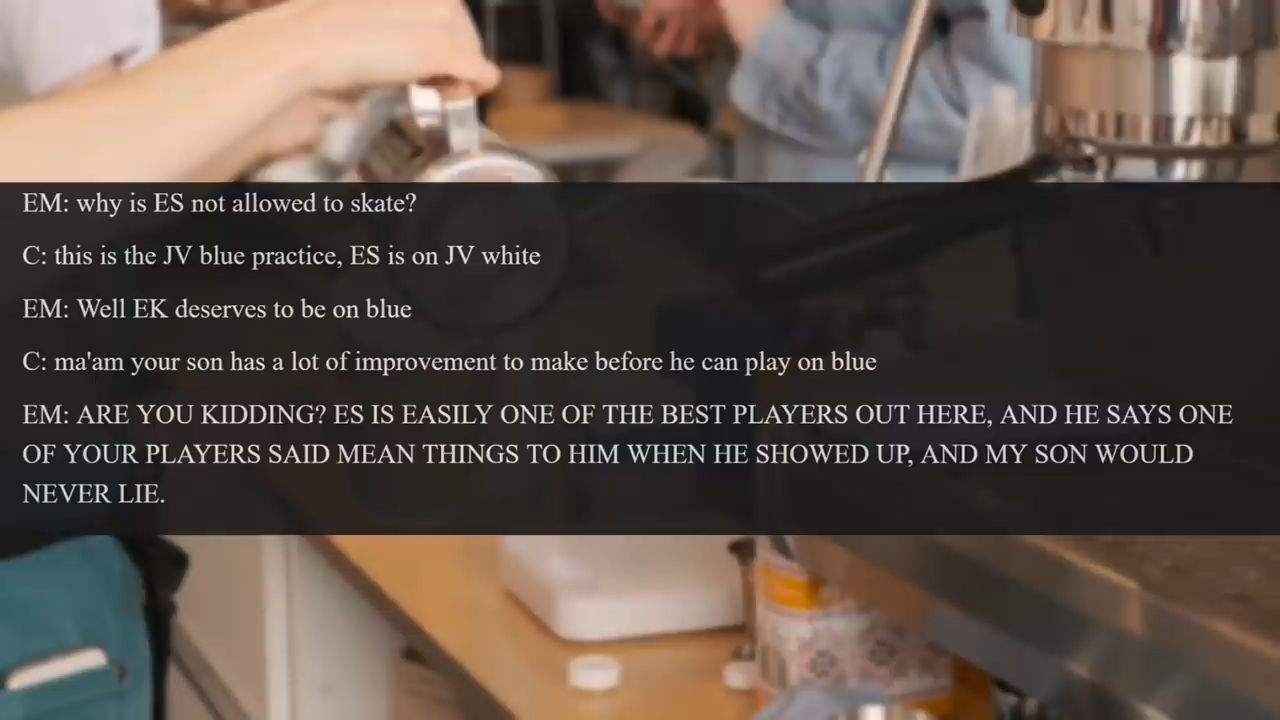 EM: why is ES not allowed to skate?
C: this is the JV blue practice, ES is on JV white
EM: Well EK deserves to be on blue
C: ma'am your son has a lot of improvement to make before he can play on blue
EM: ARE YOU KIDDING? ES IS EASILY ONE OF THE BEST PLAYERS OUT HERE, AND HE SAYS ONE
OF YOUR PLAYERS SAID MEAN THINGS TO HIM WHEN HE SHOWED UP, AND MY SON WOULD
NEVER LIE.